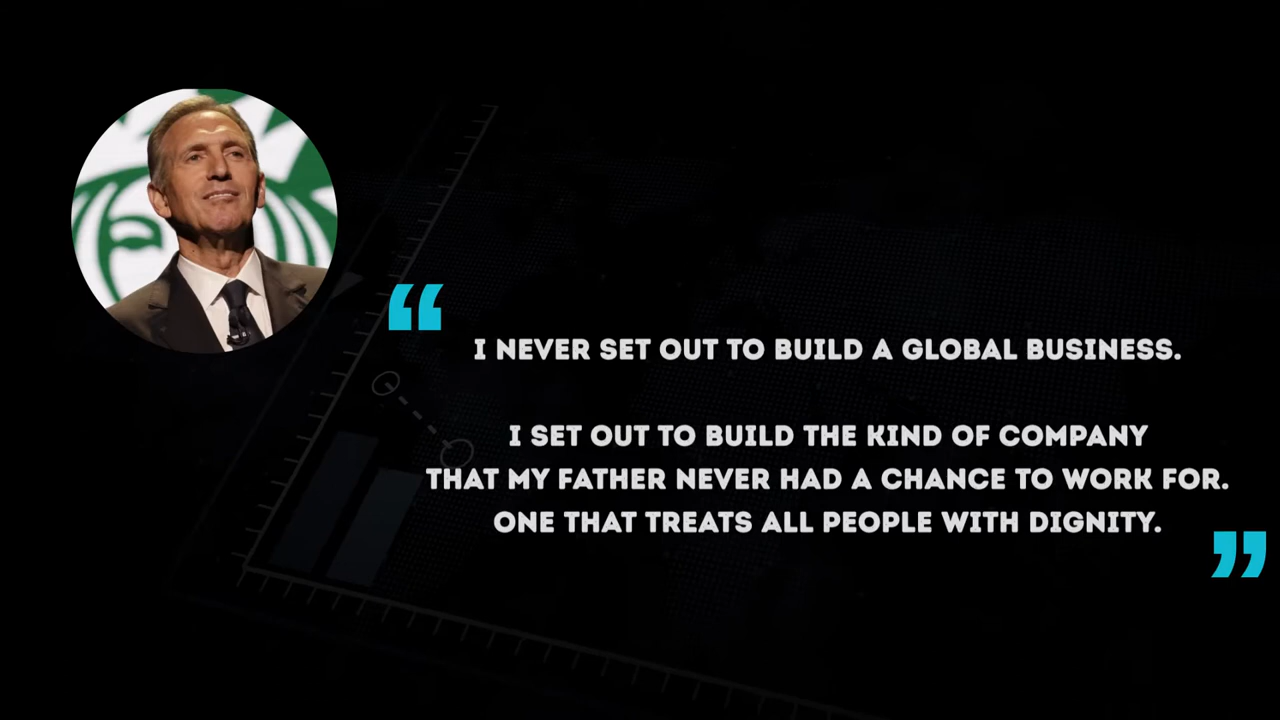 “
I NEVER SET OUT TO BUILD A GLOBAL BUSINESS.
I SET OUT TO BUILD THE KIND OF COMPANY
THAT MY FATHER NEVER HAD A CHANCE TO WORK FOR.
ONE THAT TREATS ALL PEOPLE WITH DIGNITY.
”